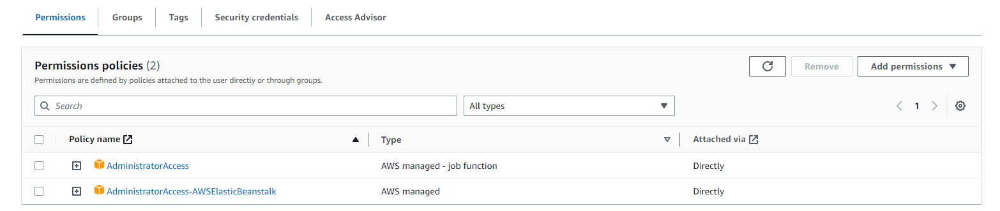 Permissions Groups Tags Security credentials Access Advisor
Permissions policies (2)
Permissions are defined by policies attached to the user directly or through groups.
Remove Add permissions
Search All types 1
Policy name Type Attached via
AdministratorAccess AWS managed - job function Directly
AdministratorAccess-AWSElasticBeanstalk AWS managed Directly